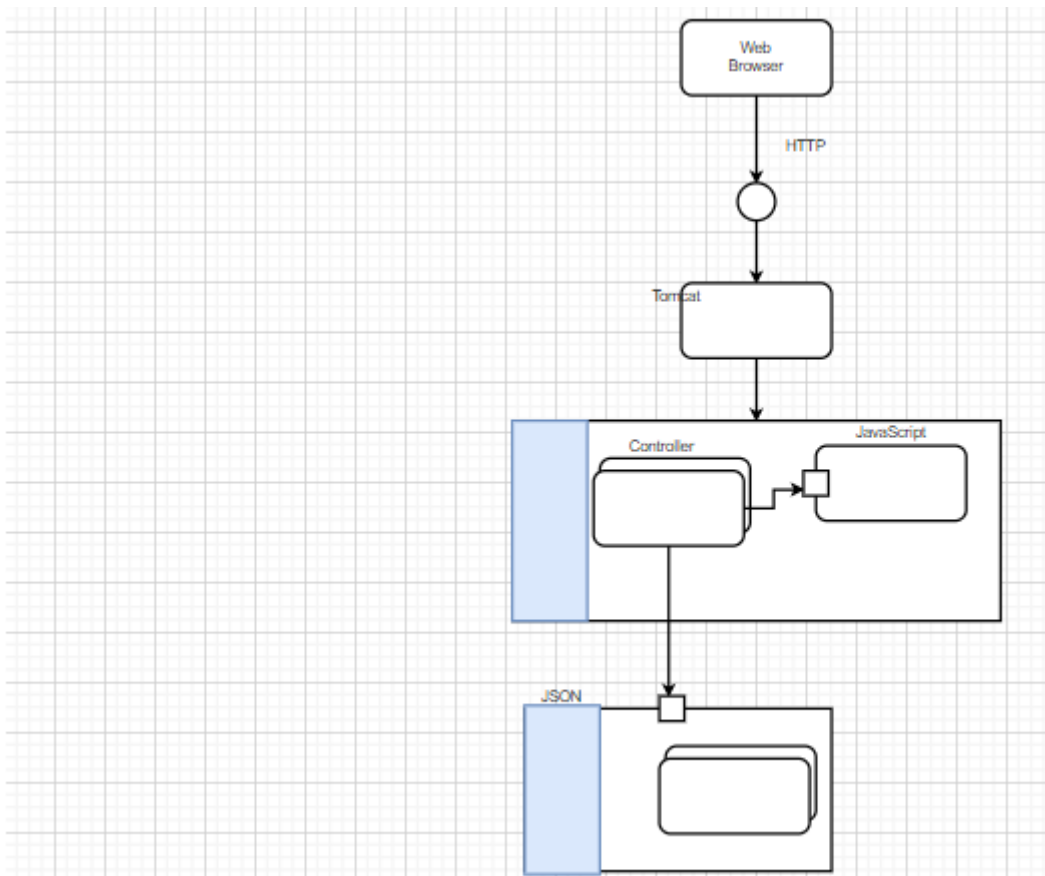 Web
Browser
HTTP
Tomcat
JavaScript
Controller
JSON